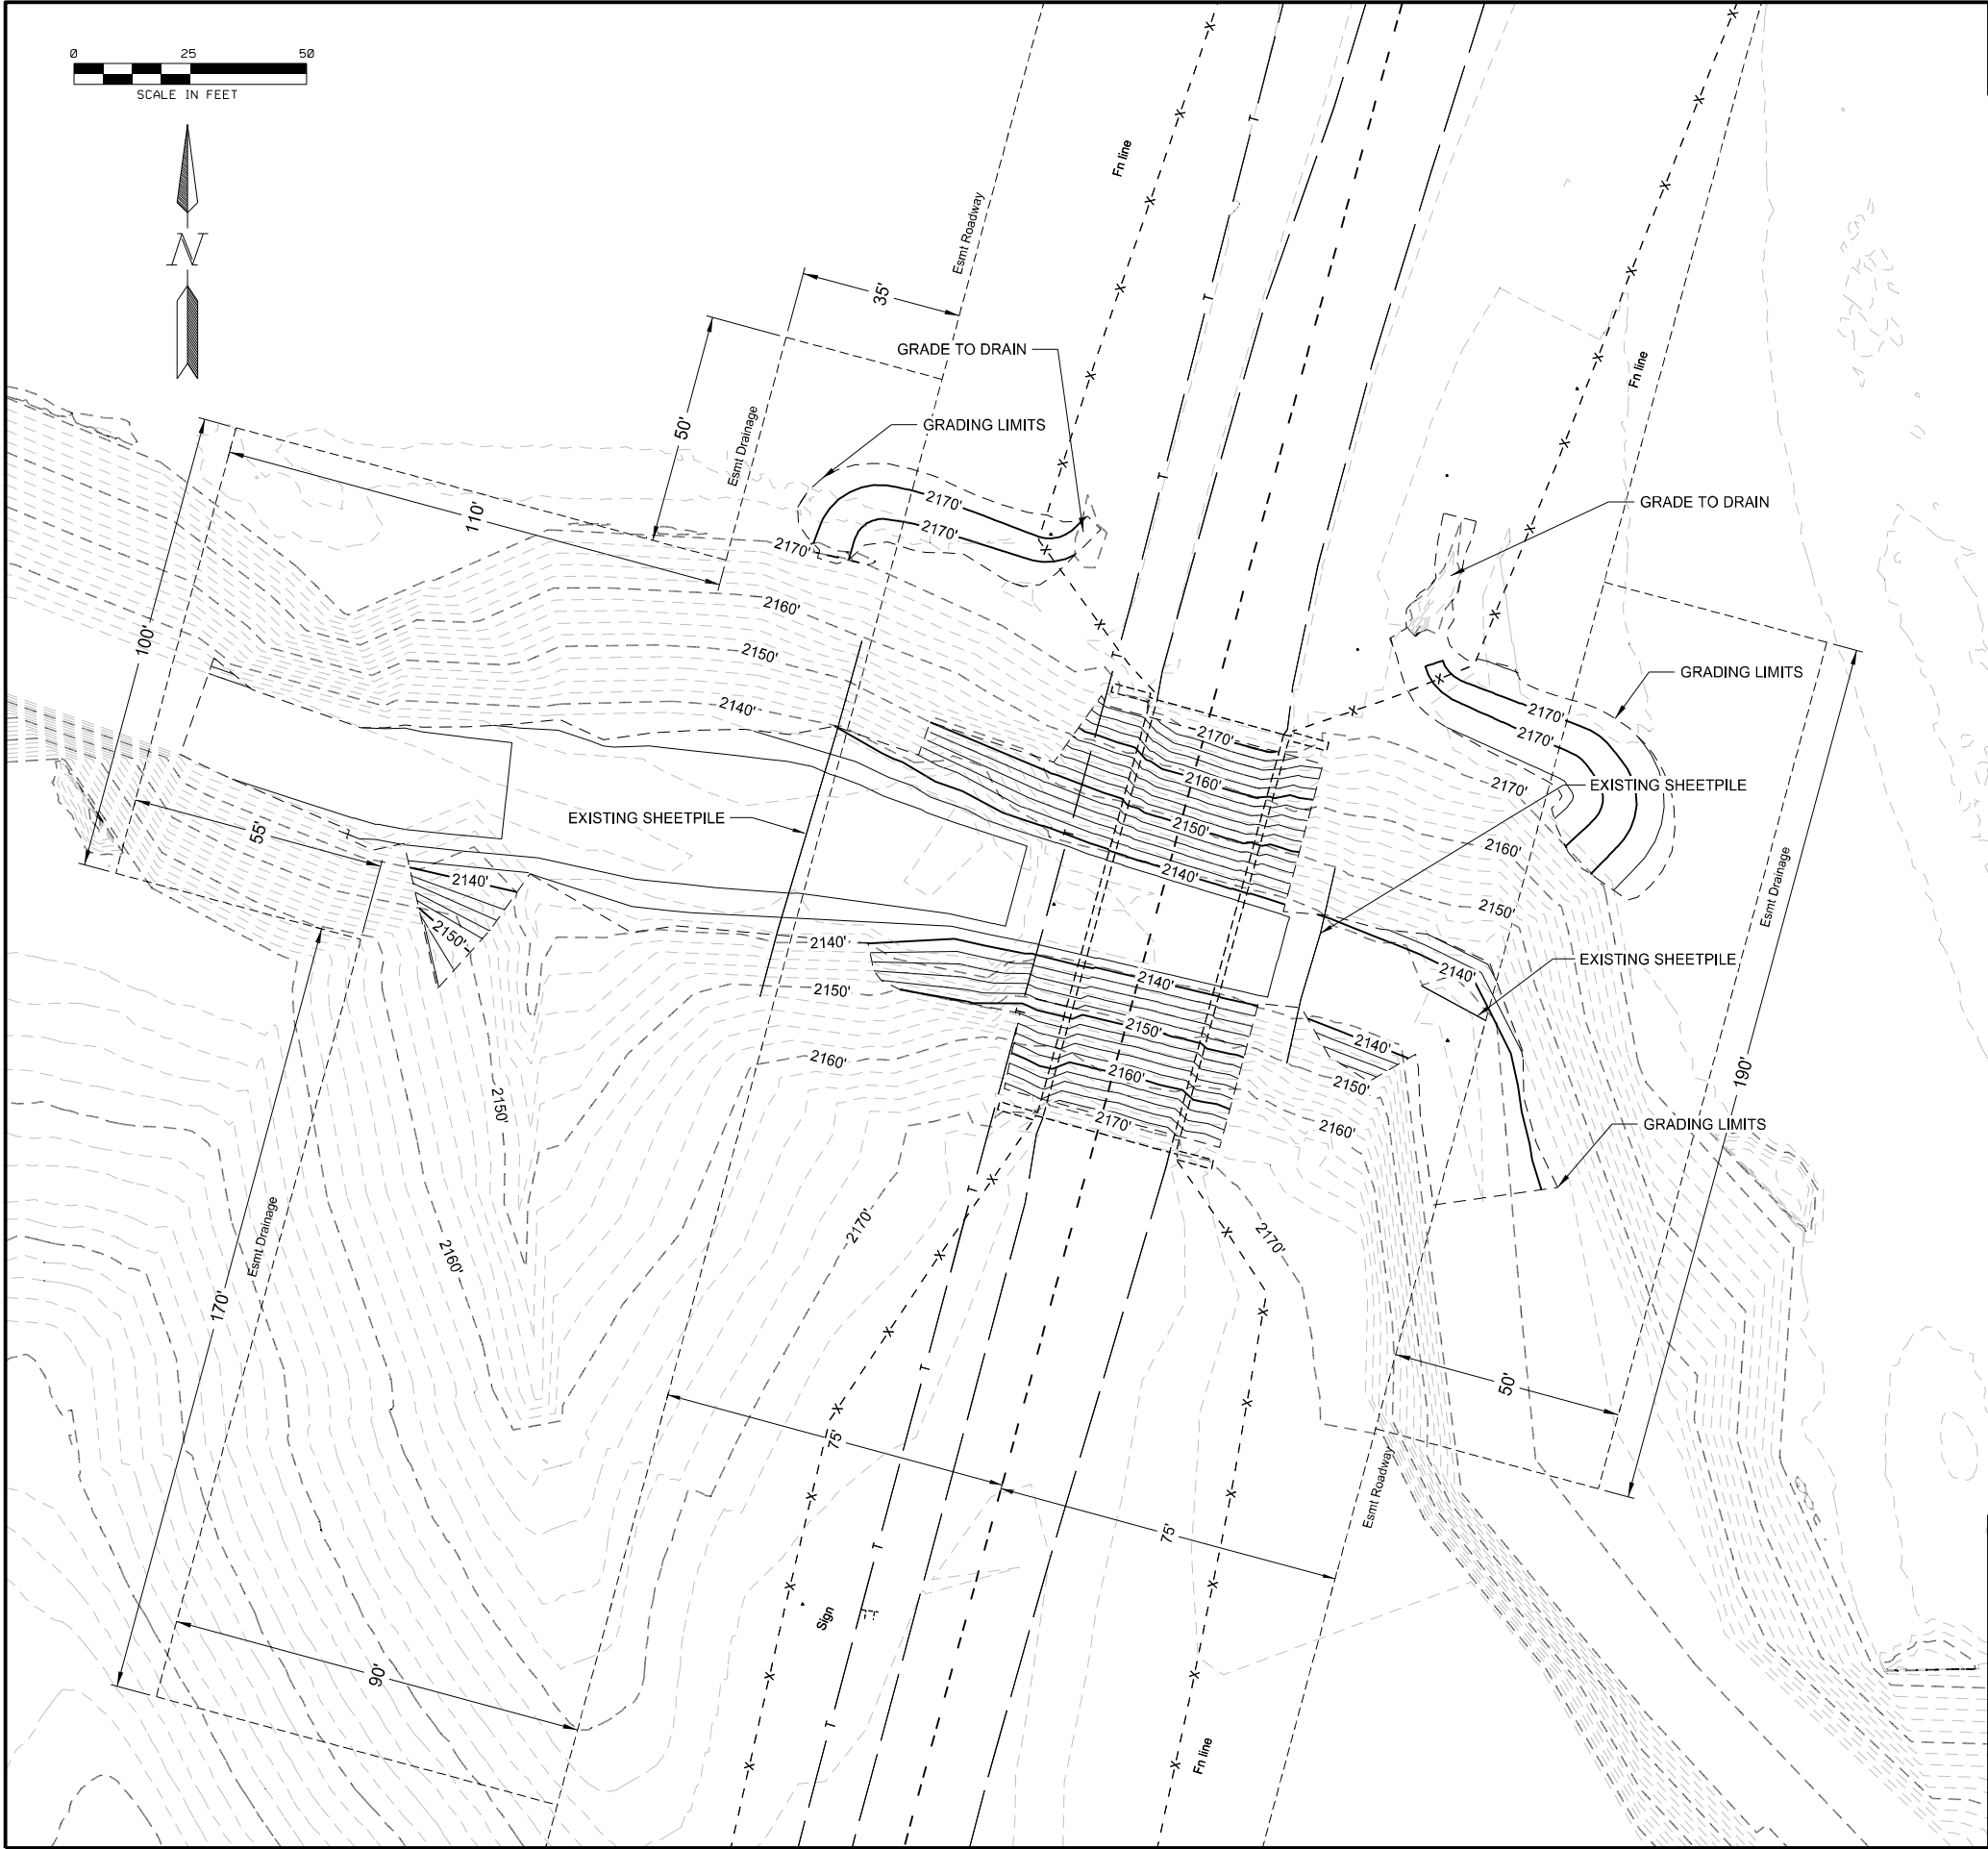 0 25 50
SCALE IN FEET
N
Fn line
T
Esmt Roadway
35'
GRADE TO DRAIN
50'
Fn line
Esmt Drainage
GRADING LIMITS
110'
2170'
2170'
2170'
GRADE TO DRAIN
100'
2160'
2150'
2140'
GRADING LIMITS
2170'
2170'
2170'
2160'
2170'
EXISTING SHEETPILE
EXISTING SHEETPILE
55'
2150'
2160'
2140'
2140'
2150'
Esmt Drainage
2150'
2140'
2140'
2140'
EXISTING SHEETPILE
2150'
2150'
2140'
2160'
2160'
2150'
190'
2150'
2170'
2160'
GRADING LIMITS
Esmt Drainage
2160'
2170'
2170'
170'
50'
75'
75'
Esmt Roadway
Sign
90'
Fn line